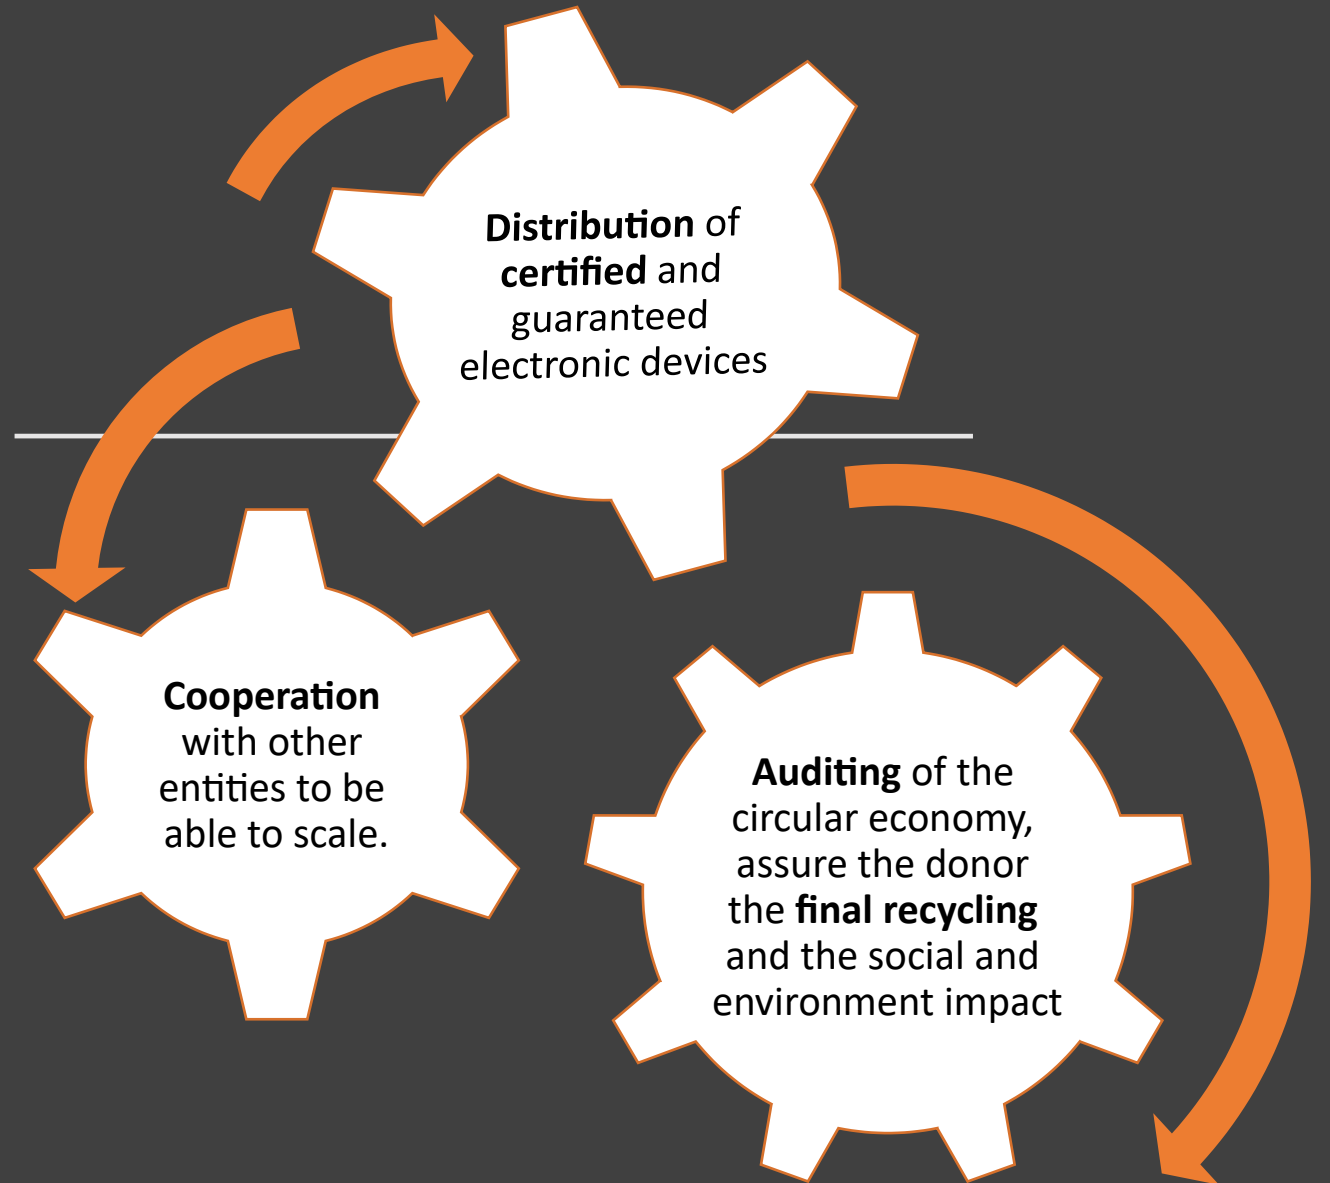 Distribution of
certified and
guaranteed
electronic devices
Cooperation
with other
entities to be
able to scale.
Auditing of the
circular economy,
assure the donor
the final recycling
and the social and
environment impact